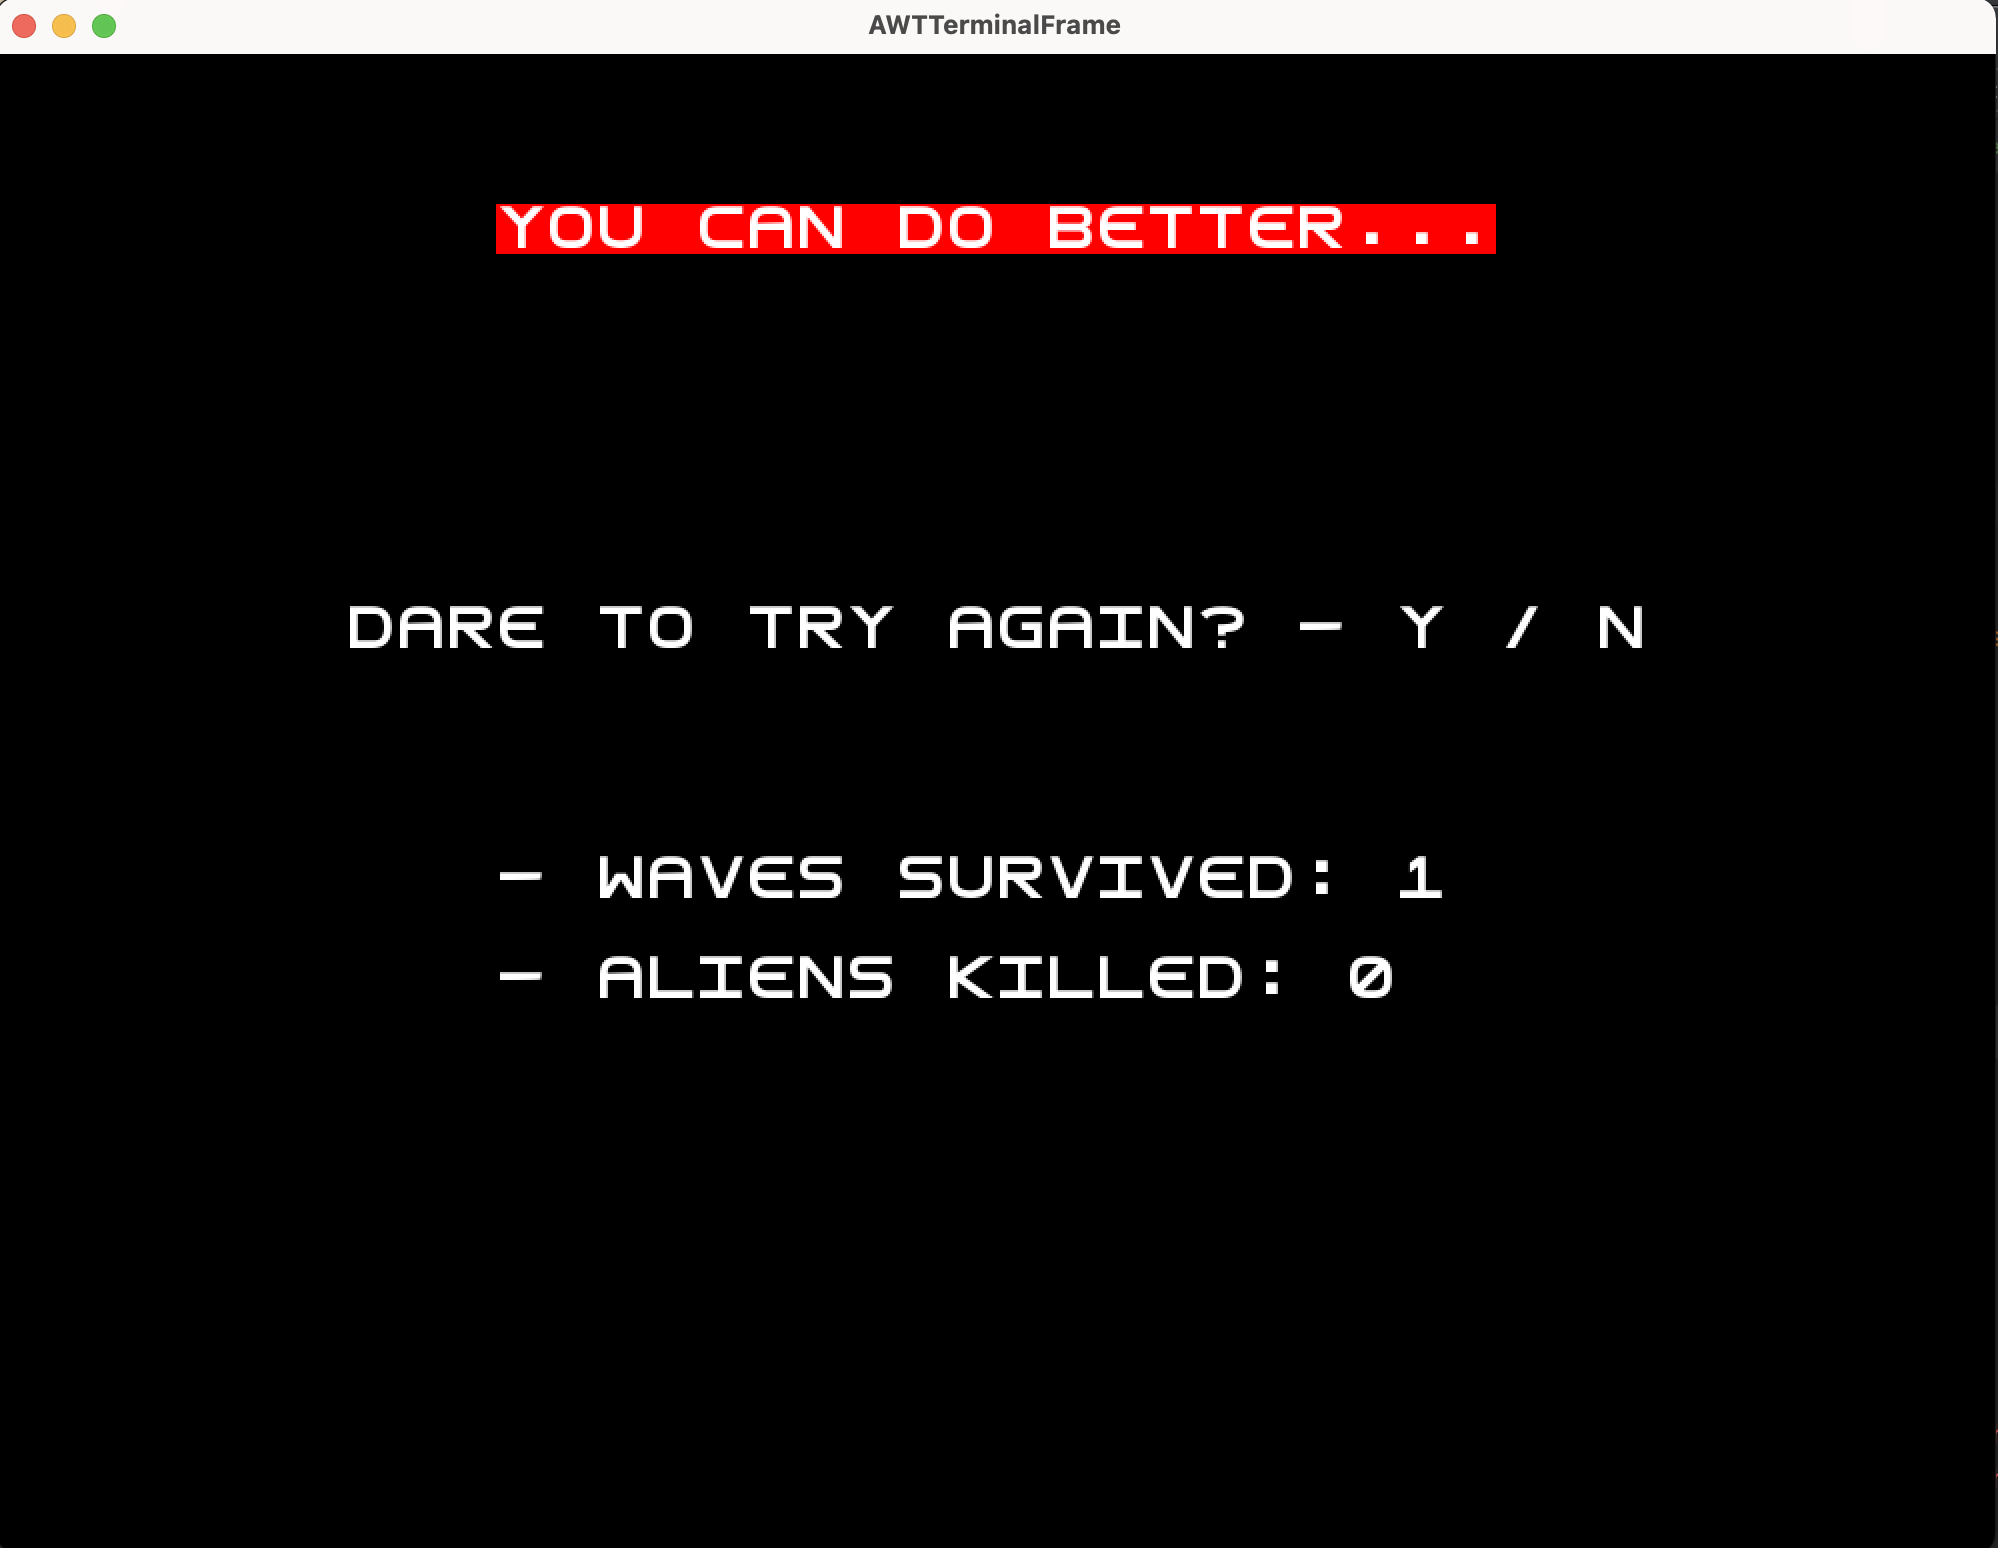 AWTTerminalFrame
YOU CAN DO BETTER...
DARE TO TRY AGAIN? - Y / N
- WAVES SURVIVED: 1
- ALIENS KILLED: 0